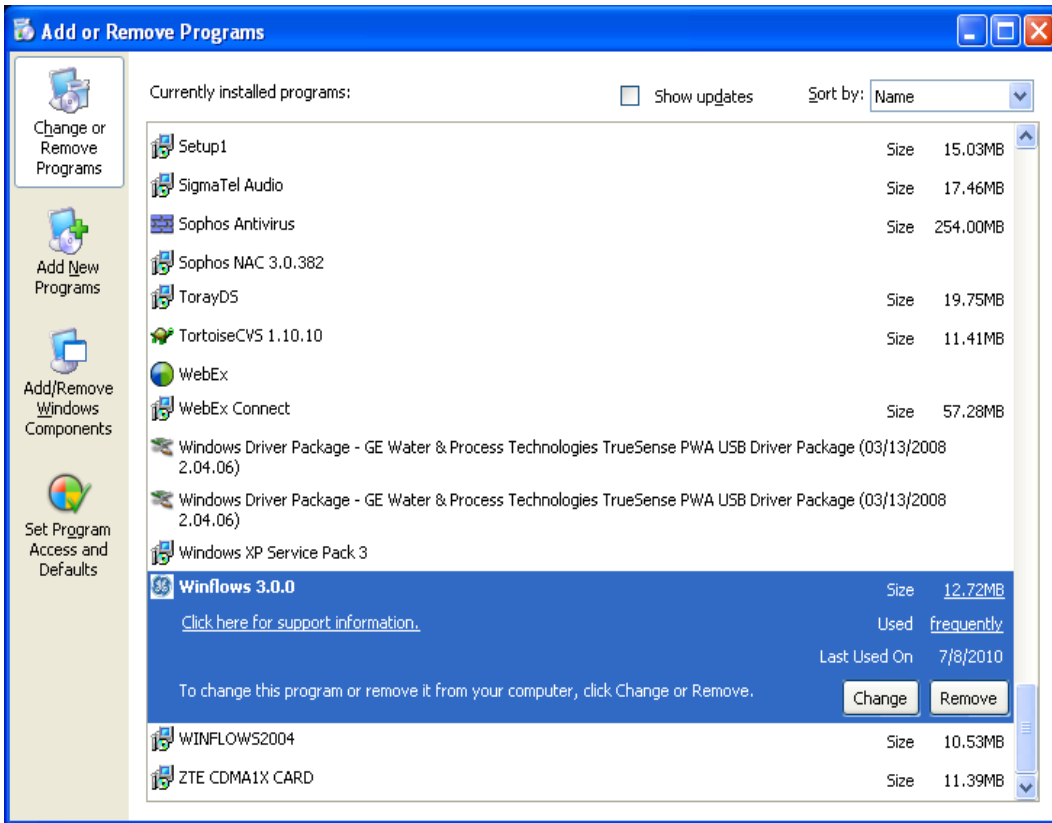 Add or Remove Programs
Change or
Remove
Programs
Add New
Programs
Add/Remove
Windows
Components
Set Program
Access and
Defaults
Currently installed programs:
Show updates
Sort by: Name
Setup1 Size 15.03MB
SigmaTel Audio Size 17.46MB
Sophos Antivirus Size 254.00MB
Sophos NAC 3.0.382
TorayDS Size 19.75MB
TortoiseCVS 1.10.10 Size 11.41MB
WebEx
WebEx Connect Size 57.28MB
Windows Driver Package - GE Water & Process Technologies TrueSense PWA USB Driver Package (03/13/2008
2.04.06)
Windows Driver Package - GE Water & Process Technologies TrueSense PWA USB Driver Package (03/13/2008
2.04.06)
Windows XP Service Pack 3
Winflows 3.0.0 Size 12.72MB
Click here for support information. Used frequently
Last Used On 7/8/2010
To change this program or remove it from your computer, click Change or Remove. Change Remove
WINFLOWS2004 Size 10.53MB
ZTE CDMA1X CARD Size 11.39MB